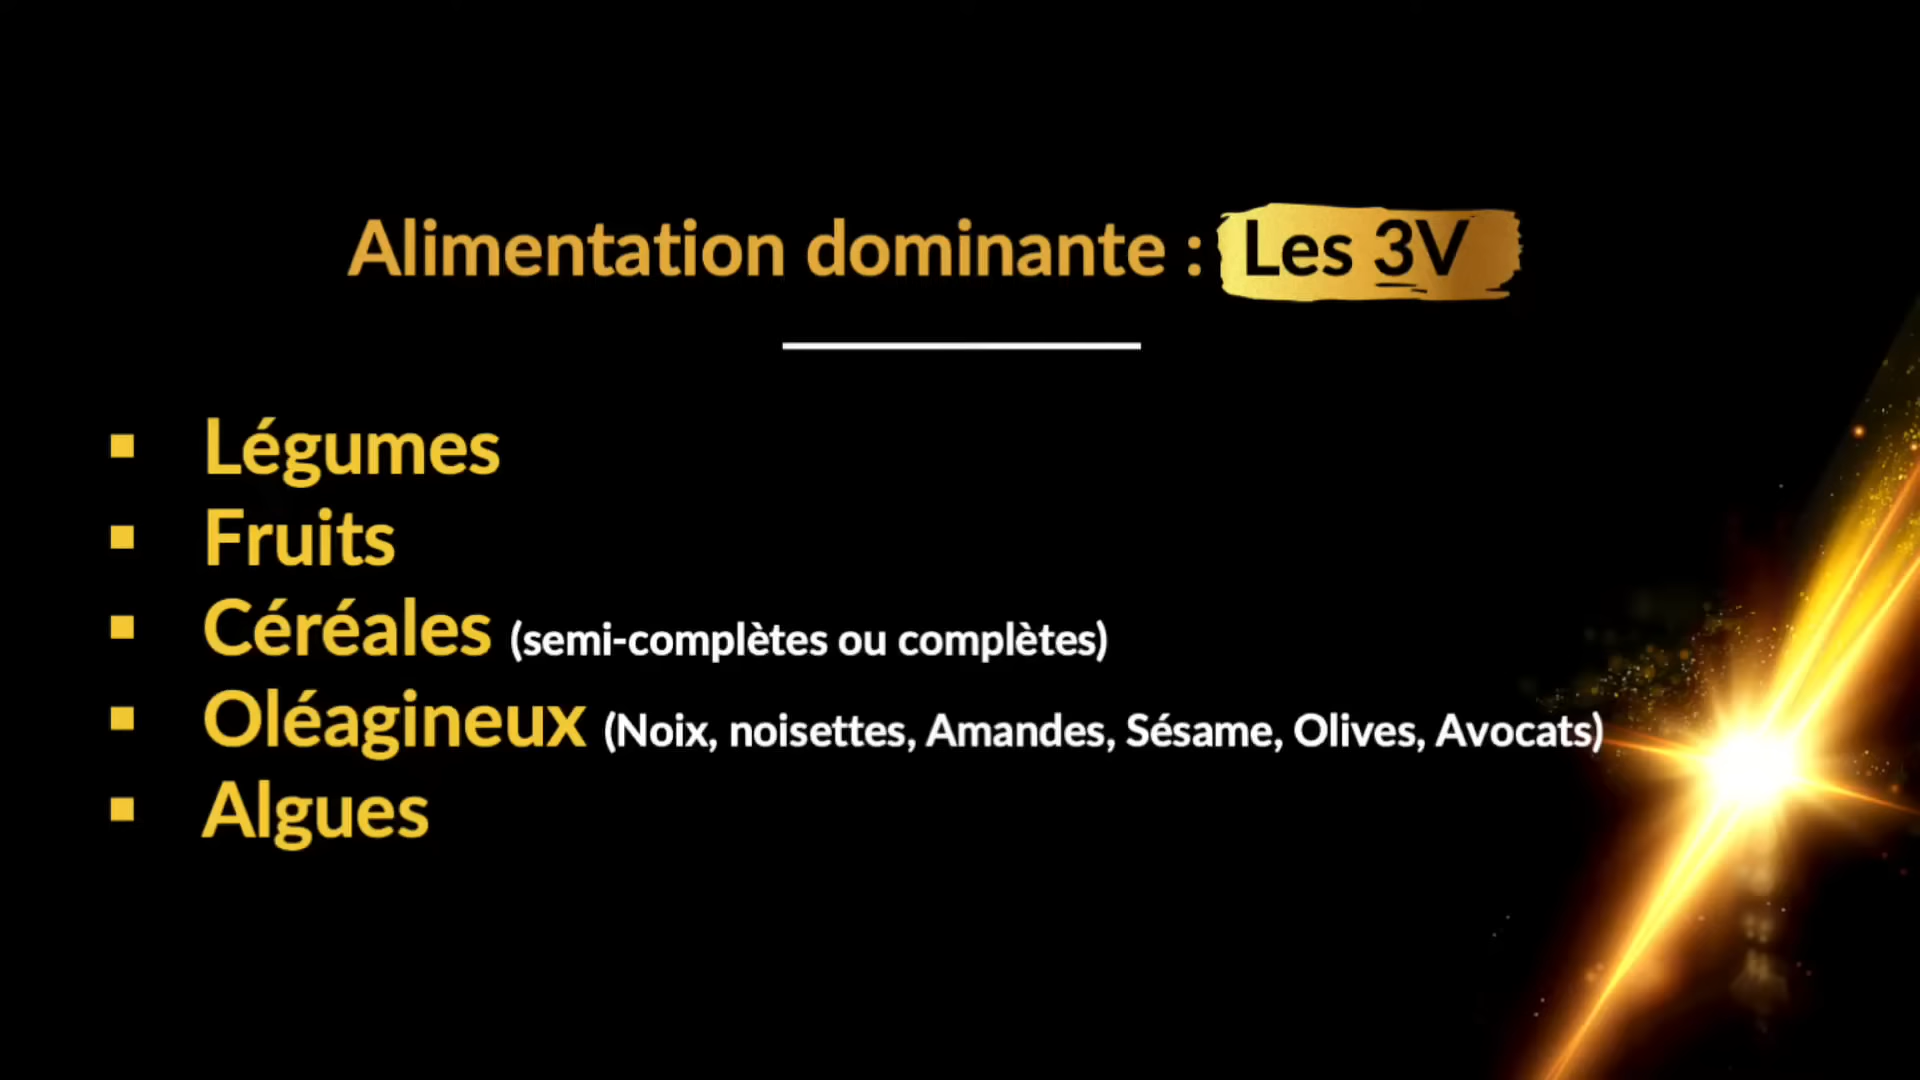 Alimentation dominante : Les 3V
▪ Légumes
▪ Fruits
▪ Céréales (semi-complètes ou complètes)
▪ Oléagineux (Noix, noisettes, Amandes, Sésame, Olives, Avocats)
▪ Algues